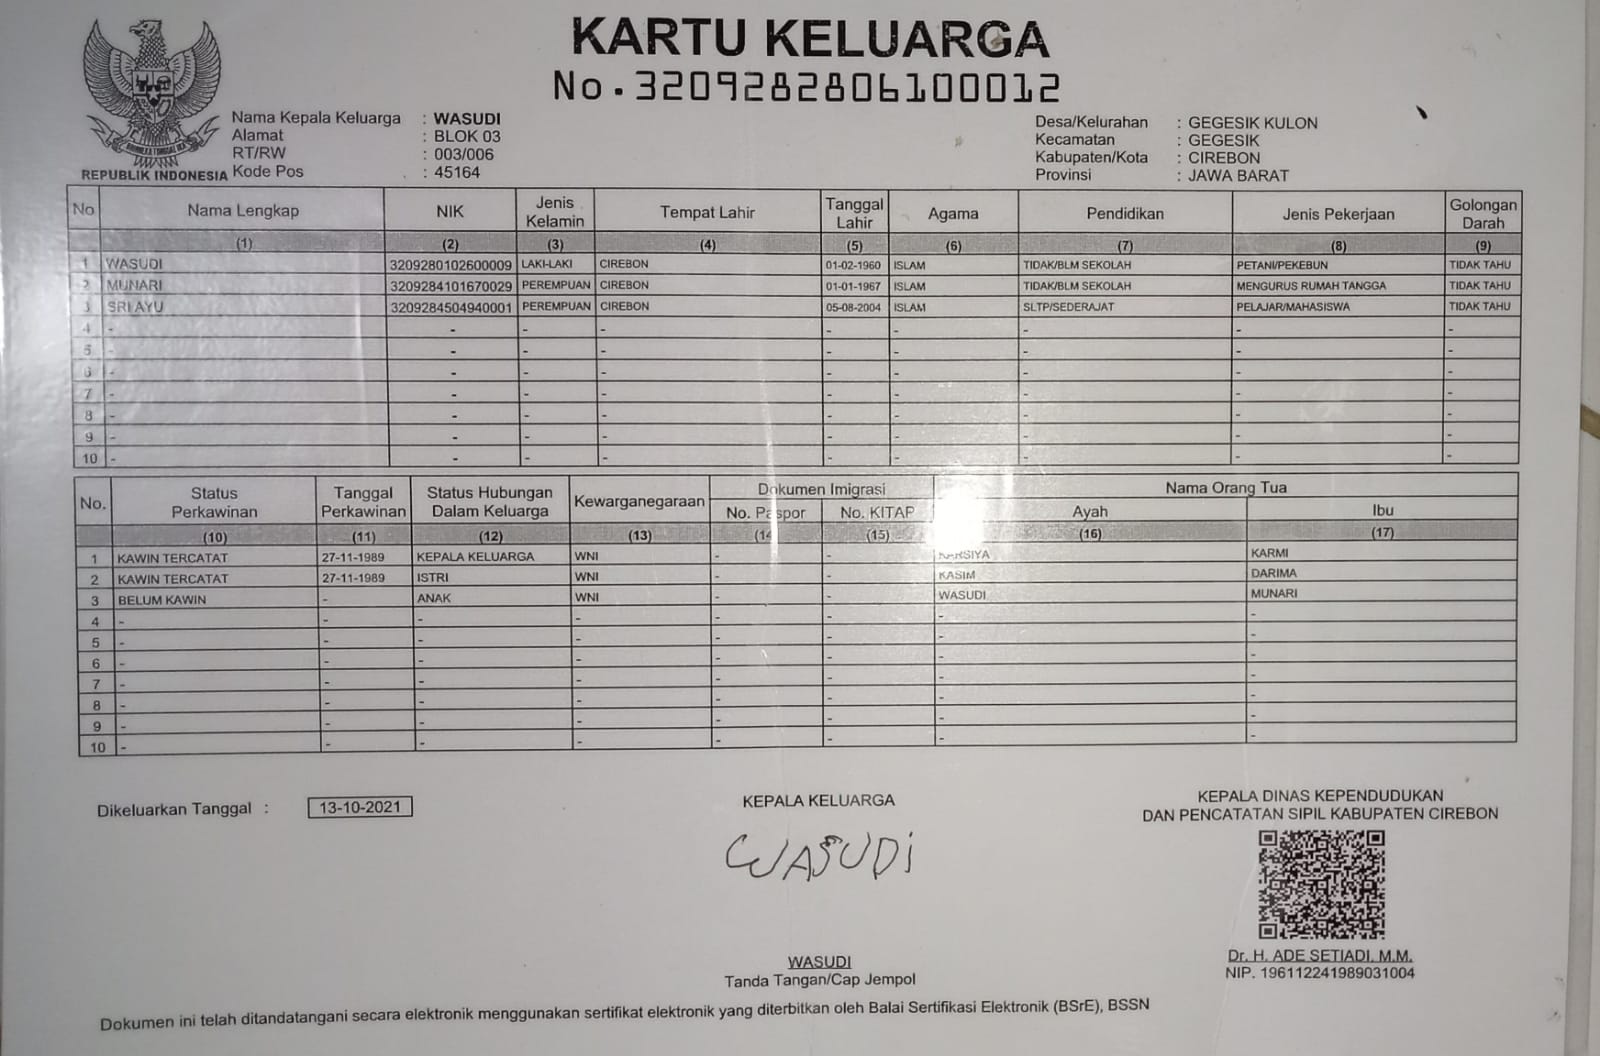 KARTU KELUARGA
No.3209282806100012
Nama Kepala Keluarga : WASUDI
Alamat : BLOK 03
RT/RW : 003/006
Kode Pos : 45164
REPUBLIK INDONESIA
Desa/Kelurahan : GEGESIK KULON
Kecamatan : GEGESIK
Kabupaten/Kota : CIREBON
Provinsi : JAWA BARAT
No Nama Lengkap NIK Jenis Kelamin Tempat Lahir Tanggal Lahir Agama Pendidikan Jenis Pekerjaan Golongan Darah
(1) (2) (3) (4) (5) (6) (7) (8) (9)
1 WASUDI 3209280102600009 LAKI-LAKI CIREBON 01-02-1960 ISLAM TIDAK/BLM SEKOLAH PETANI/PEKEBUN TIDAK TAHU
2 MUNARI 3209284101670029 PEREMPUAN CIREBON 01-01-1967 ISLAM TIDAK/BLM SEKOLAH MENGURUS RUMAH TANGGA TIDAK TAHU
3 SRI AYU 3209284504940001 PEREMPUAN CIREBON 05-08-2004 ISLAM SLTP/SEDERAJAT PELAJAR/MAHASISWA TIDAK TAHU
4 - - - - - - - - -
5 - - - - - - - - -
6 - - - - - - - - -
7 - - - - - - - - -
8 - - - - - - - - -
9 - - - - - - - - -
10 - - - - - - - - -
No. Status Perkawinan Tanggal Perkawinan Status Hubungan Dalam Keluarga Kewarganegaraan Dokumen Imigrasi Nama Orang Tua
No. Paspor No. KITAP Ayah Ibu
(10) (11) (12) (13) (15) (16) (17)
1 KAWIN TERCATAT 27-11-1989 KEPALA KELUARGA WNI - - KARMI
2 KAWIN TERCATAT 27-11-1989 ISTRI WNI - - KASIM DARIMA
3 BELUM KAWIN - ANAK WNI - - WASUDI MUNARI
4 - - - - - - - -
5 - - - - - - - -
6 - - - - - - - -
7 - - - - - - - -
8 - - - - - - - -
9 - - - - - - - -
10 - - - - - - - -
Dikeluarkan Tanggal : 13-10-2021
KEPALA KELUARGA
WASUDI
WASUDI
Tanda Tangan/Cap Jempol
KEPALA DINAS KEPENDUDUKAN
DAN PENCATATAN SIPIL KABUPATEN CIREBON
Dr. H. ADE SETIADI, M.M.
NIP. 196112241989031004
Dokumen ini telah ditandatangani secara elektronik menggunakan sertifikat elektronik yang diterbitkan oleh Balai Sertifikasi Elektronik (BSrE), BSSN